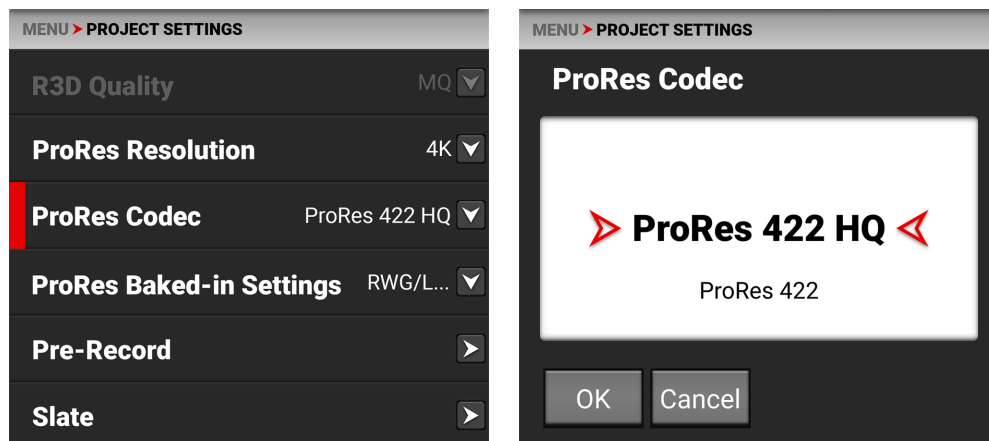 MENU > PROJECT SETTINGS
R3D Quality MQ
ProRes Resolution 4K
ProRes Codec ProRes 422 HQ
ProRes Baked-in Settings RWG/L...
Pre-Record
Slate
MENU > PROJECT SETTINGS
ProRes Codec
ProRes 422 HQ
ProRes 422
OK Cancel